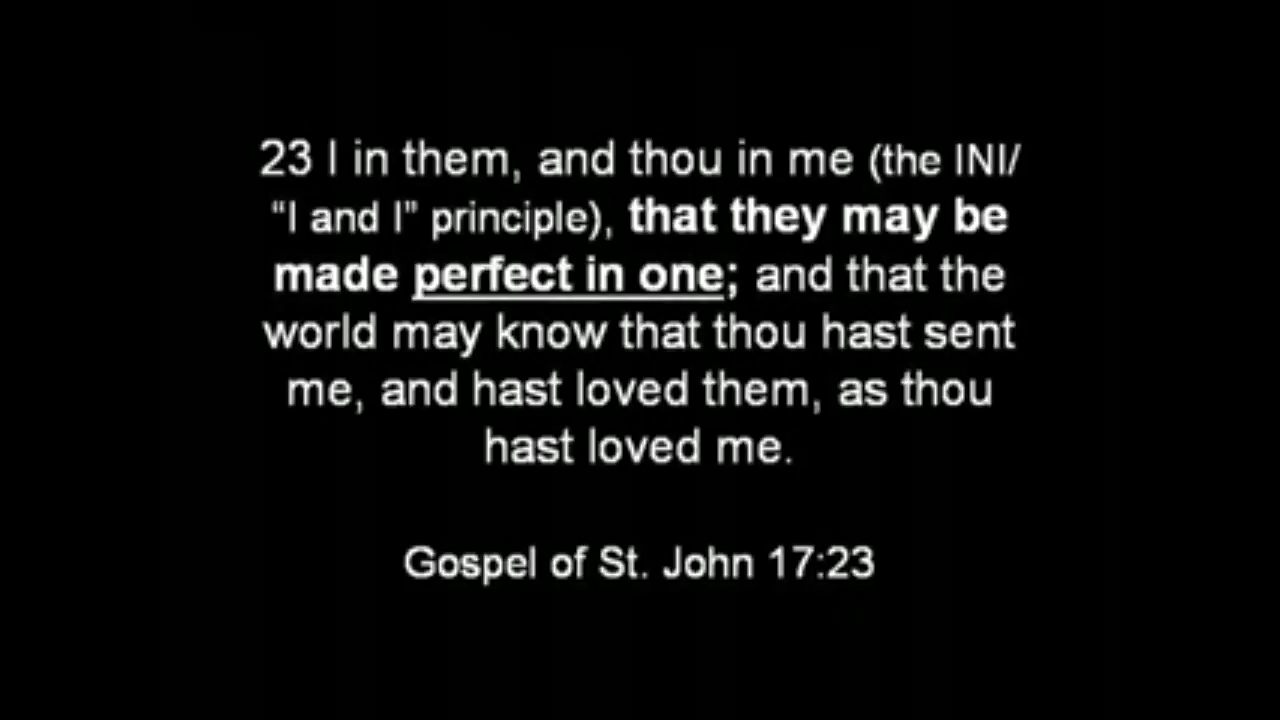 23 I in them, and thou in me (the INI/
“I and I” principle), that they may be
made perfect in one; and that the
world may know that thou hast sent
me, and hast loved them, as thou
hast loved me.
Gospel of St. John 17:23